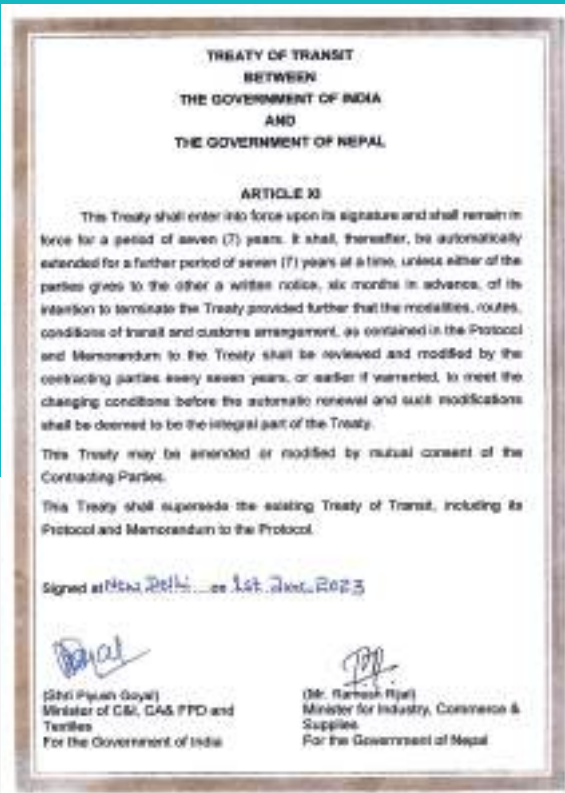 TREATY OF TRANSIT
BETWEEN
THE GOVERNMENT OF INDIA
AND
THE GOVERNMENT OF NEPAL
ARTICLE XI
This Treaty shall enter into force upon its signature and shall remain in
force for a period of seven (7) years. It shall, thereafter, be automatically
extended for a further period of seven (7) years at a time, unless either of the
parties gives to the other a written notice, six months in advance, of its
intention to terminate the Treaty provided further that the modalities, routes,
conditions of transit and customs arrangement, as contained in the Protocol
and Memorandum to the Treaty shall be reviewed and modified by the
contracting parties every seven years, or earlier if warranted, to meet the
changing conditions before the automatic renewal and such modifications
shall be deemed to be the integral part of the Treaty.
This Treaty may be amended or modified by mutual consent of the
Contracting Parties.
This Treaty shall supersede the existing Treaty of Transit, including its
Protocol and Memorandum to the Protocol.
Signed at New Delhi on 1st June 2023
(Shri Piyush Goyal)
(Mr. Ramesh Rijal)
Minister of C&I, CA& FPD and
Minister for Industry, Commerce &
Textiles
Supplies
For the Government of India
For the Government of Nepal